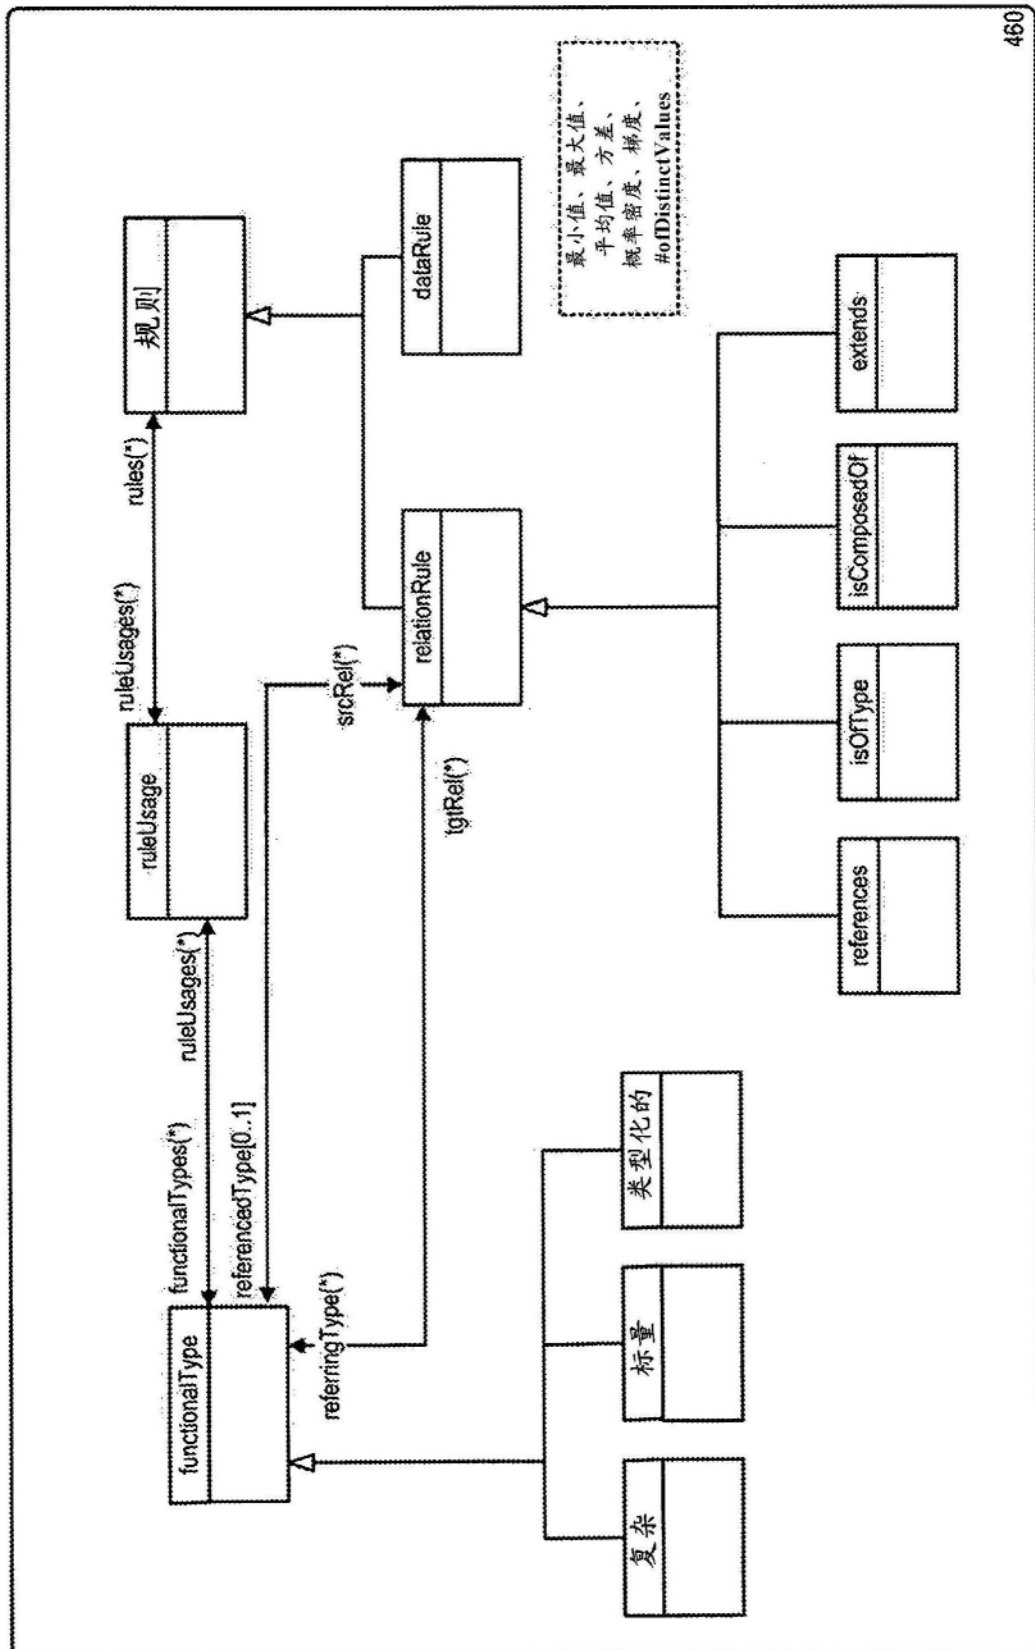 functionalType
functionalTypes(*)
ruleUsages(*)
ruleUsage
ruleUsages(*)
rules(*)
规则
referencedType[0..1]
srcRel(*)
referringType(*)
tgtRel(*)
relationRule
dataRule
复杂
标量
类型化的
references
isOfType
isComposedOf
extends
最小值、最大值、
平均值、方差、
概率密度、梯度、
#ofDistinctValues
460